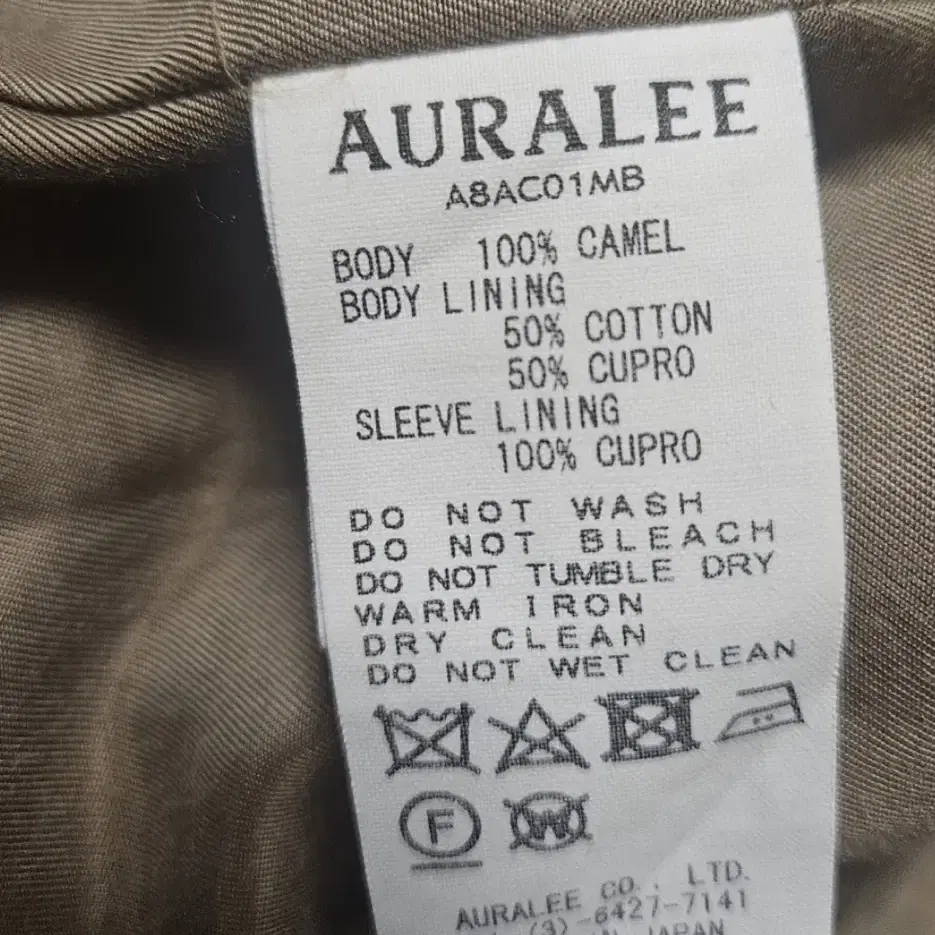 AURALEE
A8AC01MB
BODY 100% CAMEL
BODY LINING
50% COTTON
50% CUPRO
SLEEVE LINING
100% CUPRO
DO NOT WASH
DO NOT BLEACH
DO NOT TUMBLE DRY
WARM IRON
DRY CLEAN
DO NOT WET CLEAN
F
W
AURALEE CO., LTD.
(3)-6427-7141
JAPAN